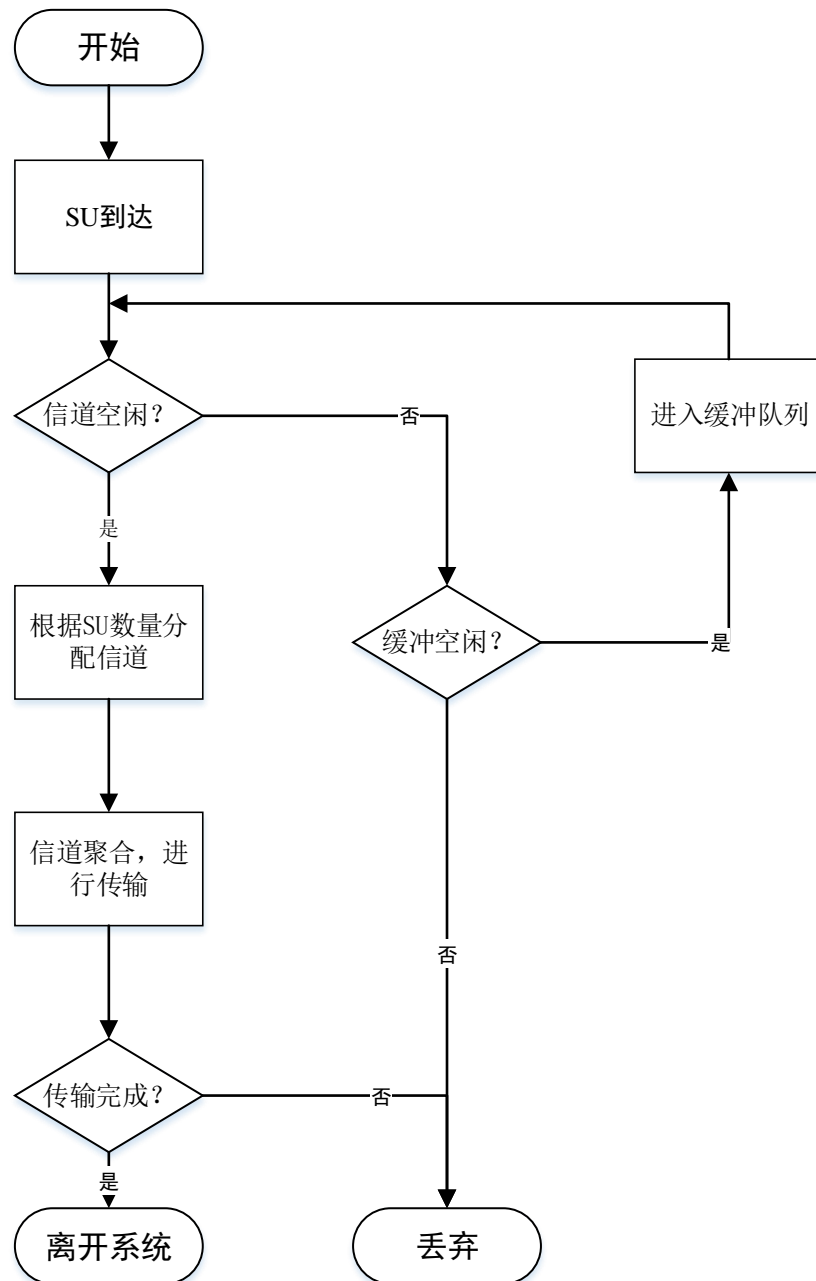 开始
SU到达
信道空闲？
否
进入缓冲队列
是
根据SU数量分
配信道
缓冲空闲？
是
信道聚合，进
行传输
否
传输完成？
否
是
离开系统
丢弃